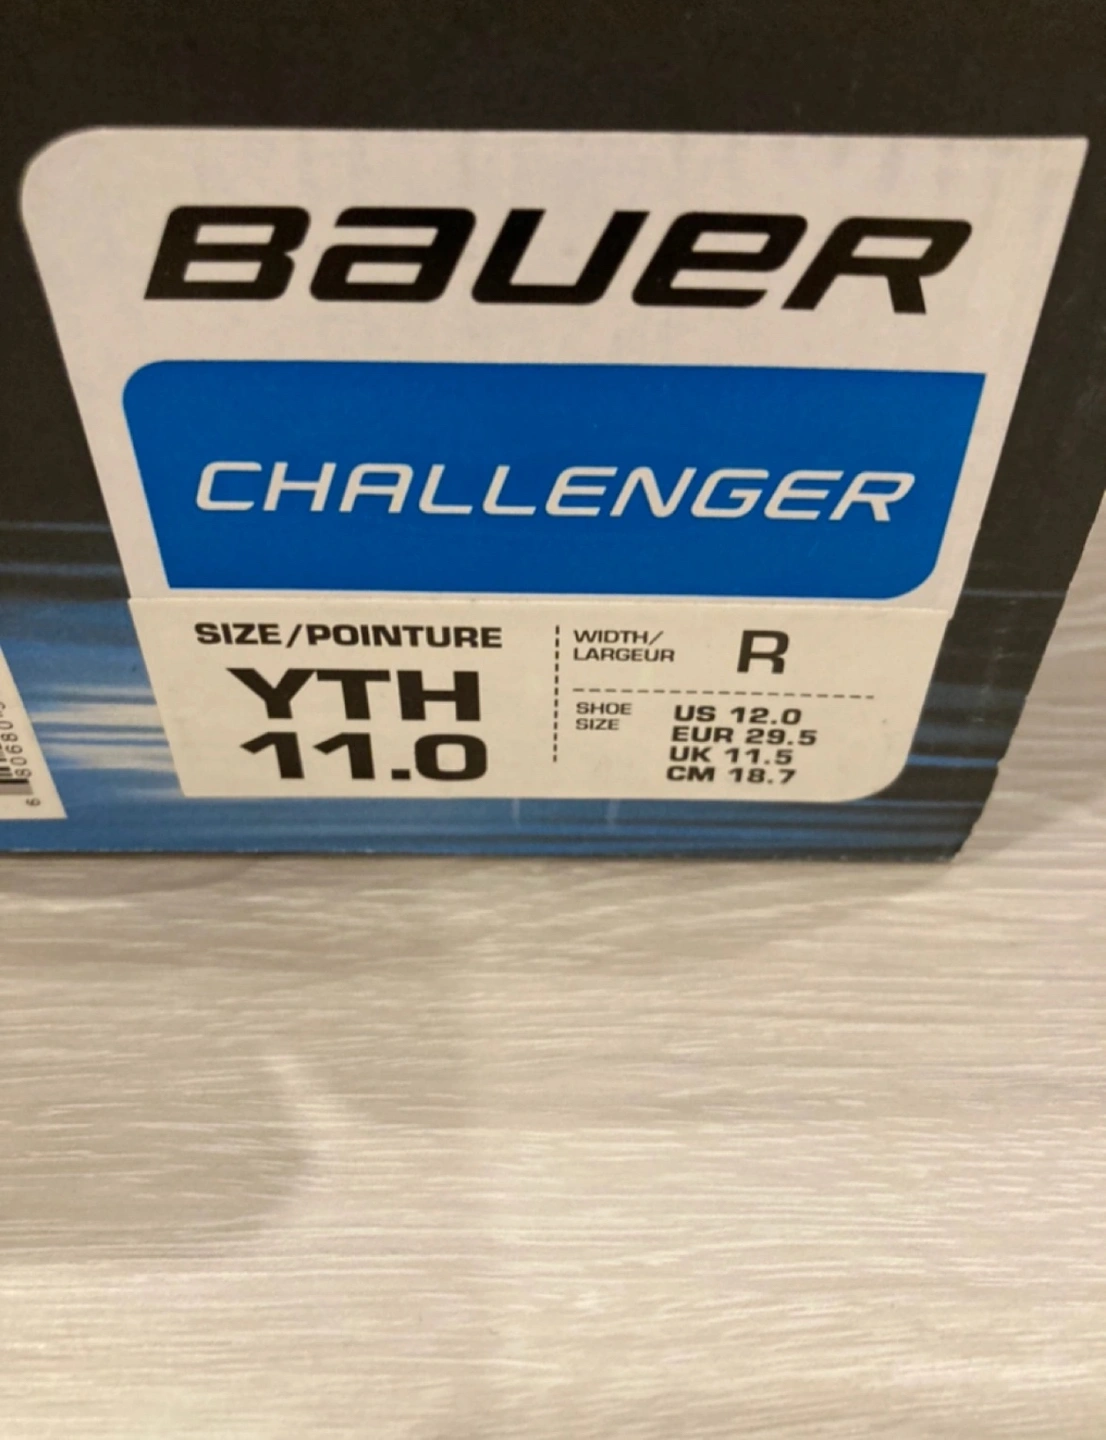 BAUER
CHALLENGER
SIZE/POINTURE
YTH
11.0
WIDTH/
LARGEUR
R
SHOE
SIZE
US 12.0
EUR 29.5
UK 11.5
CM 18.7